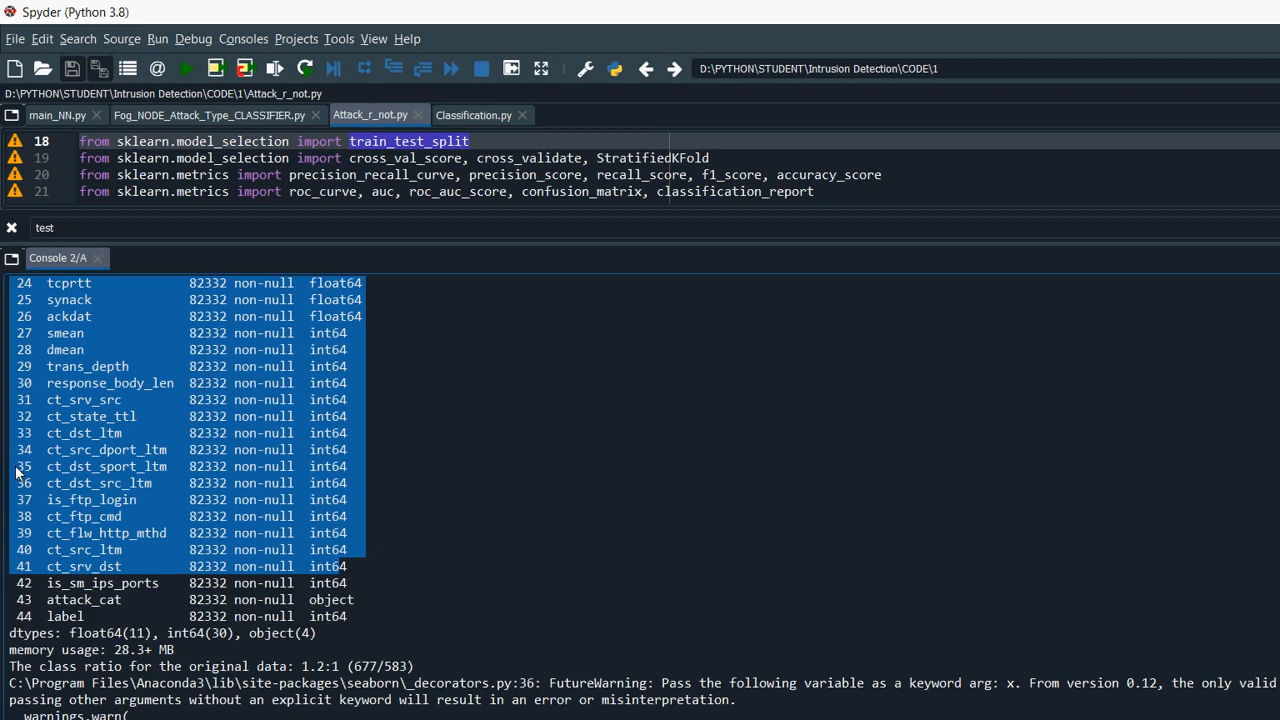 Spyder (Python 3.8)
File Edit Search Source Run Debug Consoles Projects Tools View Help
D:\PYTHON\STUDENT\Intrusion Detection\CODE\1
D:\PYTHON\STUDENT\Intrusion Detection\CODE\1\Attack_r_not.py
main_NN.py Fog_NODE_Attack_Type_CLASSIFIER.py Attack_r_not.py Classification.py
18 from sklearn.model_selection import train_test_split
19 from sklearn.model_selection import cross_val_score, cross_validate, StratifiedKFold
20 from sklearn.metrics import precision_recall_curve, precision_score, recall_score, f1_score, accuracy_score
21 from sklearn.metrics import roc_curve, auc, roc_auc_score, confusion_matrix, classification_report
test
Console 2/A
24 tcprtt 82332 non-null float64
25 synack 82332 non-null float64
26 ackdat 82332 non-null float64
27 smean 82332 non-null int64
28 dmean 82332 non-null int64
29 trans_depth 82332 non-null int64
30 response_body_len 82332 non-null int64
31 ct_srv_src 82332 non-null int64
32 ct_state_ttl 82332 non-null int64
33 ct_dst_ltm 82332 non-null int64
34 ct_src_dport_ltm 82332 non-null int64
35 ct_dst_sport_ltm 82332 non-null int64
36 ct_dst_src_ltm 82332 non-null int64
37 is_ftp_login 82332 non-null int64
38 ct_ftp_cmd 82332 non-null int64
39 ct_flw_http_mthd 82332 non-null int64
40 ct_src_ltm 82332 non-null int64
41 ct_srv_dst 82332 non-null int64
42 is_sm_ips_ports 82332 non-null int64
43 attack_cat 82332 non-null object
44 label 82332 non-null int64
dtypes: float64(11), int64(30), object(4)
memory usage: 28.3+ MB
The class ratio for the original data: 1.2:1 (677/583)
C:\Program Files\Anaconda3\lib\site-packages\seaborn\_decorators.py:36: FutureWarning: Pass the following variable as a keyword arg: x. From version 0.12, the only valid
passing other arguments without an explicit keyword will result in an error or misinterpretation.
warnings.warn(